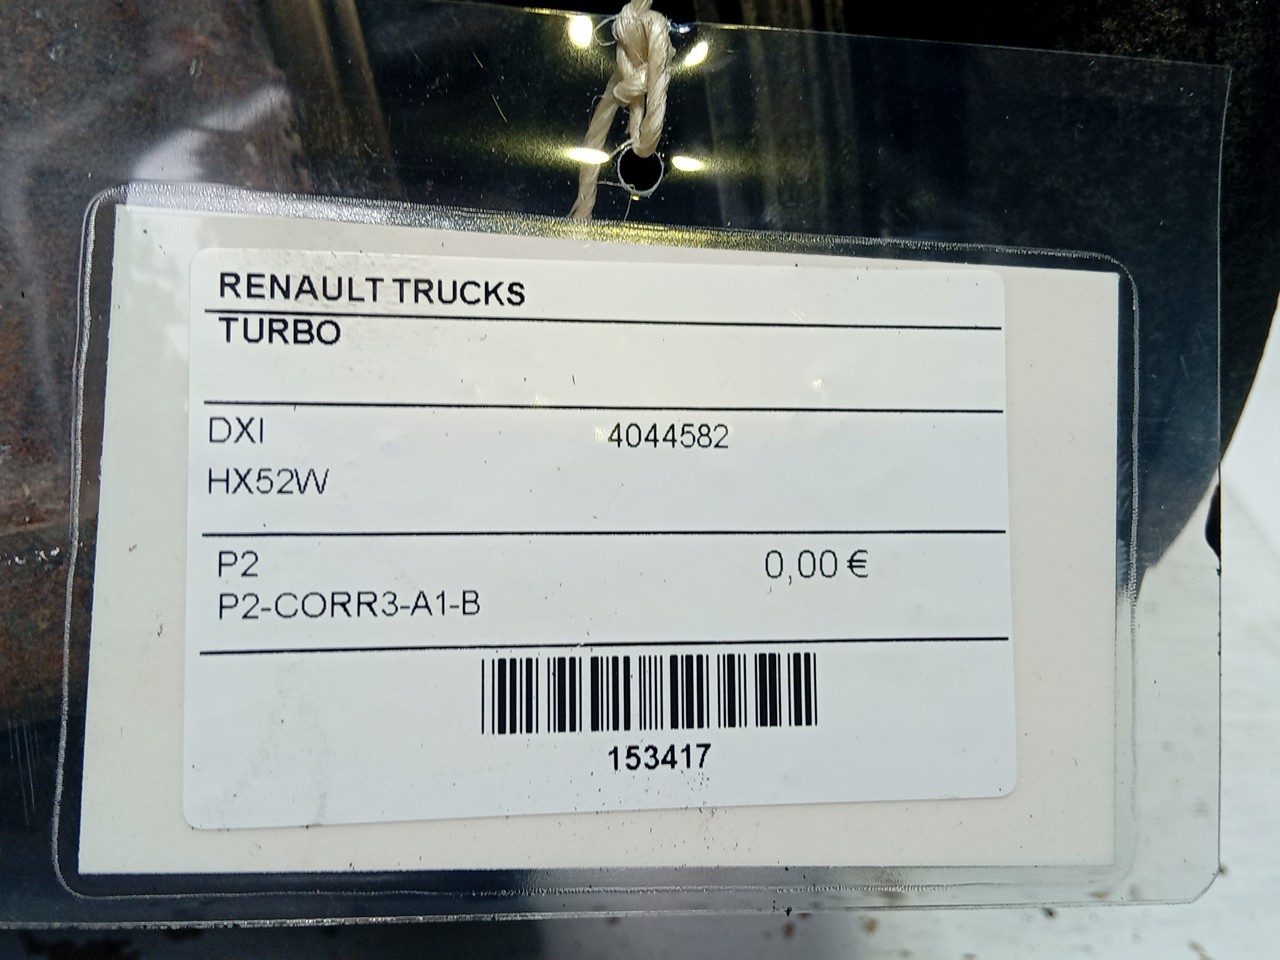 RENAULT TRUCKS
TURBO
DXI 4044582
HX52W
P2 0,00 €
P2-CORR3-A1-B
153417